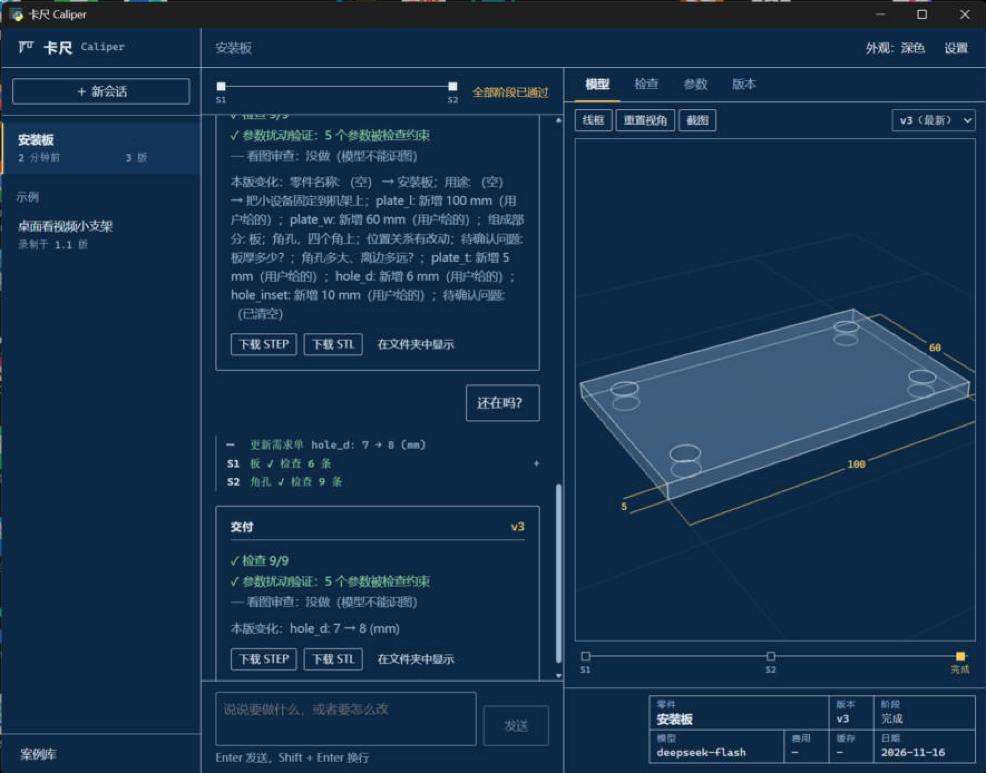 卡尺 Caliper
卡尺 Caliper
+ 新会话
安装板
2 分钟前 3 版
示例
桌面看视频小支架
录制于 1.1 版
案例库
安装板
外观: 深色 设置
S1 S2 全部阶段已通过
✓ 检查 9/9
✓ 参数扰动验证: 5 个参数被检查约束
— 看图审查: 没做 (模型不能识图)
本版变化: 零件名称: (空) → 安装板; 用途: (空)
→ 把小设备固定到机架上; plate_l: 新增 100 mm (用
户给的) ; plate_w: 新增 60 mm (用户给的) ; 组成部
分: 板; 角孔, 四个角上; 位置关系有改动; 待确认问题:
板厚多少? ; 角孔多大、离边多远? ; plate_t: 新增 5
mm (用户给的) ; hole_d: 新增 6 mm (用户给的) ;
hole_inset: 新增 10 mm (用户给的) ; 待确认问题:
(已清空)
下载 STEP 下载 STL 在文件夹中显示
还在吗?
— 更新需求单 hole_d: 7 → 8 (mm)
S1 板 ✓ 检查 6 条 +
S2 角孔 ✓ 检查 9 条
交付 v3
✓ 检查 9/9
✓ 参数扰动验证: 5 个参数被检查约束
— 看图审查: 没做 (模型不能识图)
本版变化: hole_d: 7 → 8 (mm)
下载 STEP 下载 STL 在文件夹中显示
说说要做什么, 或者要怎么改
发送
Enter 发送, Shift + Enter 换行
模型 检查 参数 版本
线框 重置视角 截图 v3 (最新)
60
100
5
S1 S2 完成
零件 版本 阶段
安装板 v3 完成
模型 费用 缓存 日期
deepseek-flash — — 2026-11-16